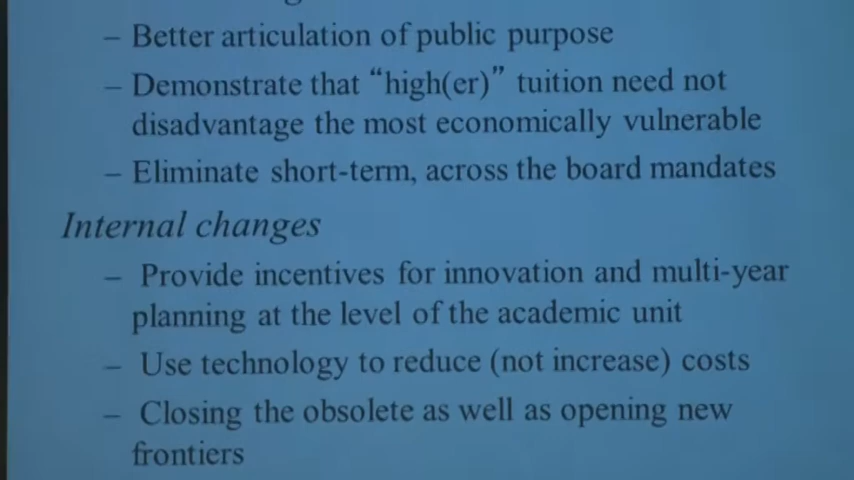 – Better articulation of public purpose
– Demonstrate that “high(er)” tuition need not
disadvantage the most economically vulnerable
– Eliminate short-term, across the board mandates
Internal changes
– Provide incentives for innovation and multi-year
planning at the level of the academic unit
– Use technology to reduce (not increase) costs
– Closing the obsolete as well as opening new
frontiers